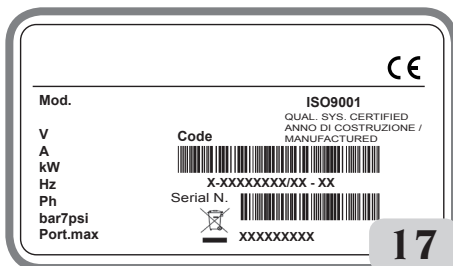 CE
Mod.
ISO9001
QUAL. SYS. CERTIFIED
ANNO DI COSTRUZIONE /
MANUFACTURED
V
Code
A
kW
Hz
X-XXXXXXXX/XX - XX
Ph
Serial N.
bar7psi
Port.max
XXXXXXXXX
17